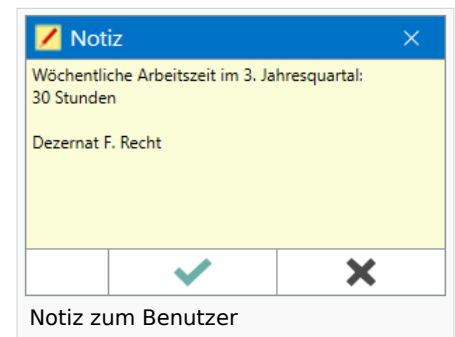 Notiz
Wöchentliche Arbeitszeit im 3. Jahresquartal:
30 Stunden
Dezernat F. Recht
Notiz zum Benutzer